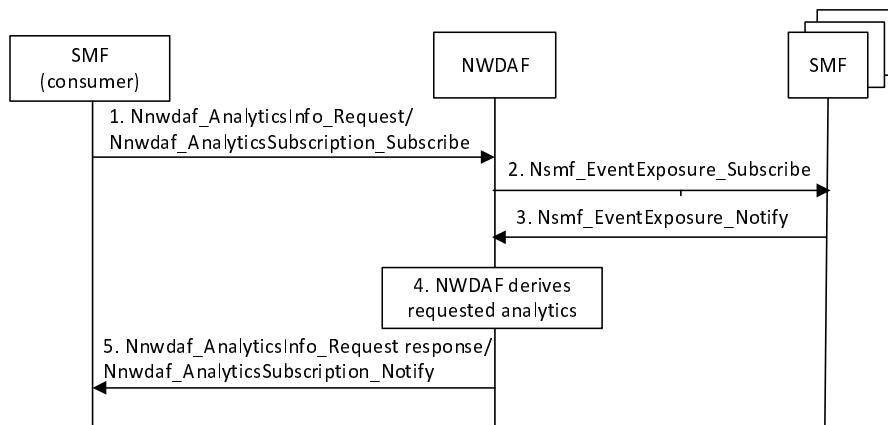 SMF
(consumer)
NWDAF
SMF
1. Nnwdaf_AnalyticsInfo_Request/
Nnwdaf_AnalyticsSubscription_Subscribe
2. Nsmf_EventExposure_Subscribe
3. Nsmf_EventExposure_Notify
4. NWDAF derives
requested analytics
5. Nnwdaf_AnalyticsInfo_Request response/
Nnwdaf_AnalyticsSubscription_Notify